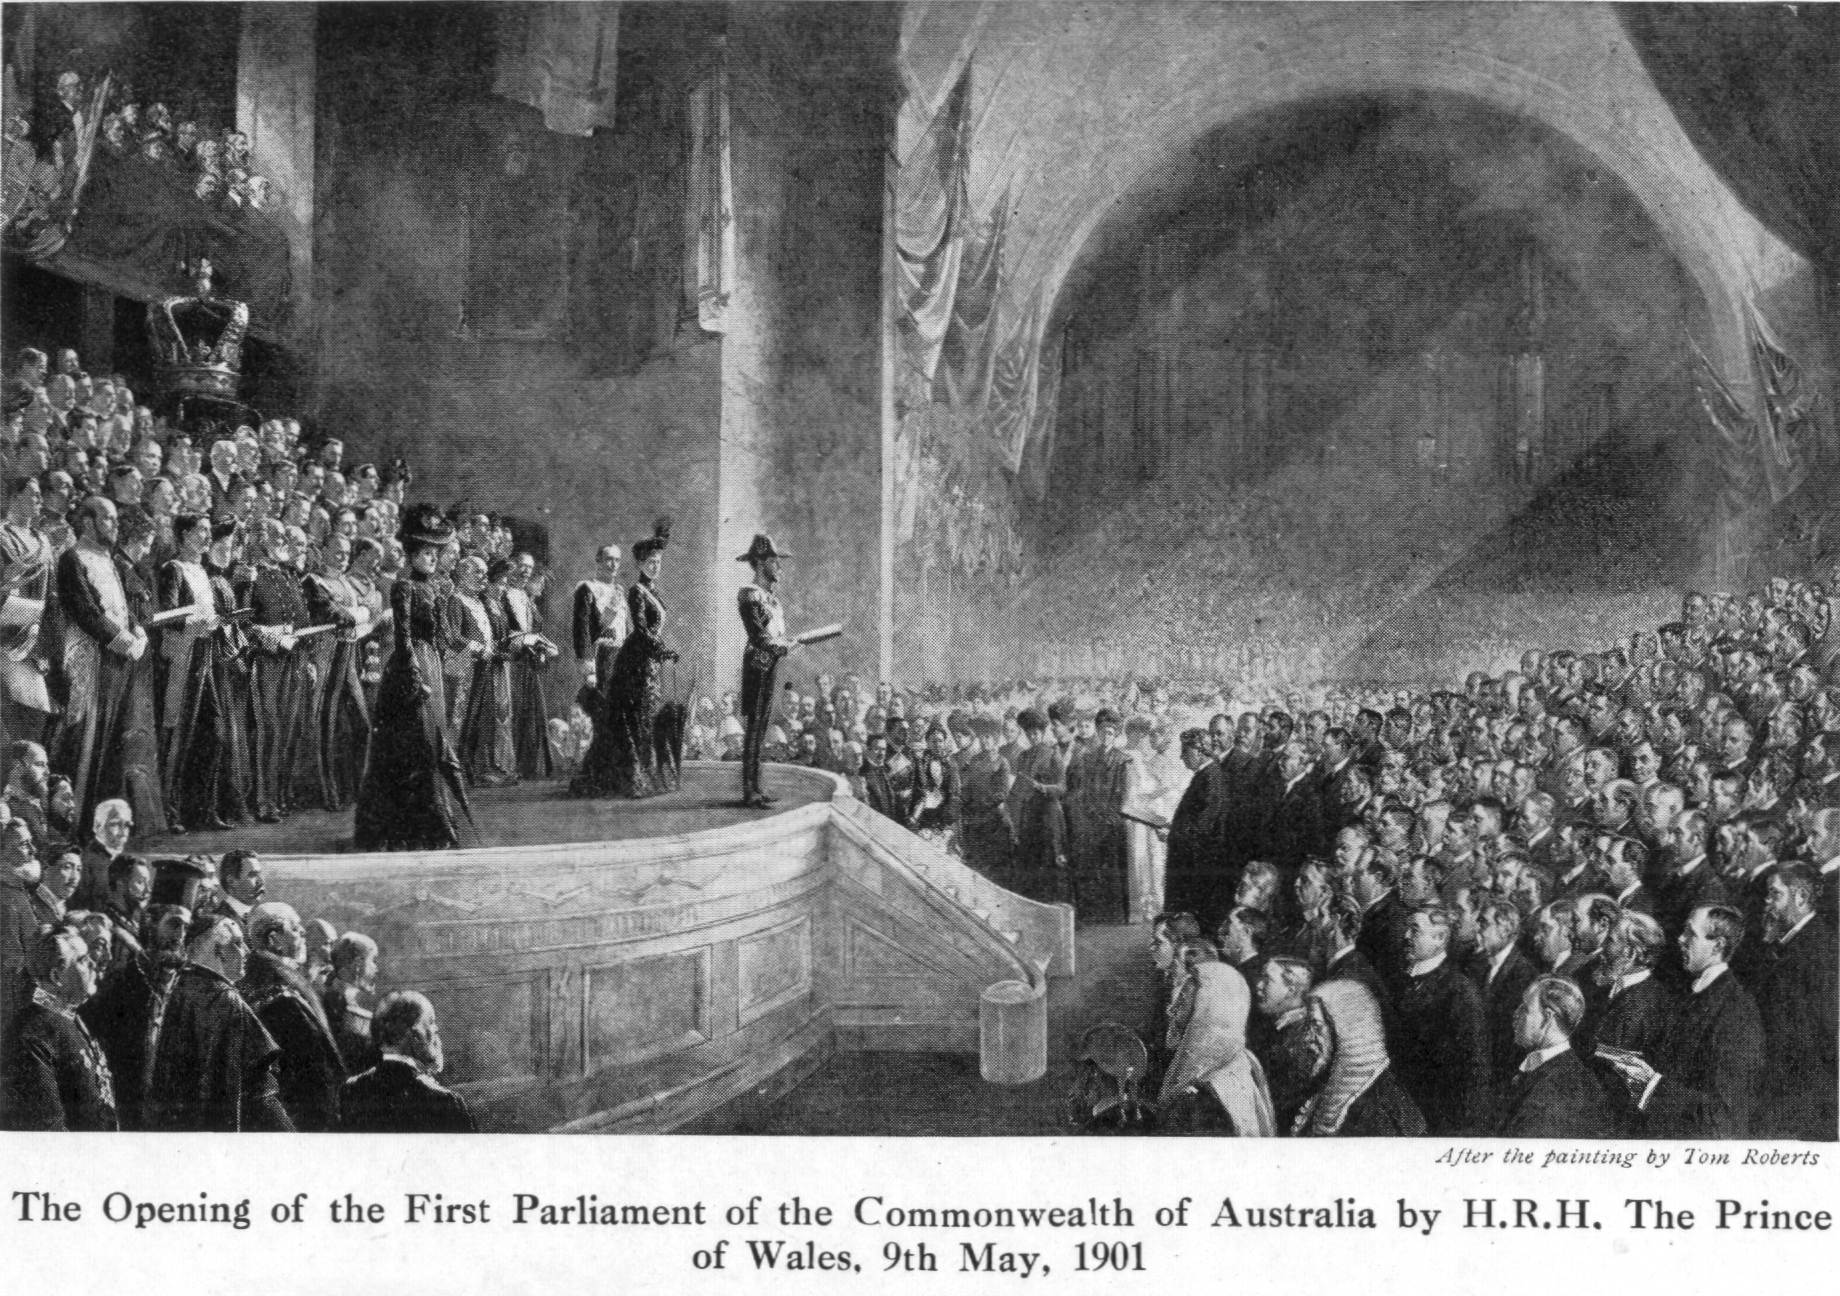 After the painting by Tom Roberts
The Opening of the First Parliament of the Commonwealth of Australia by H.R.H. The Prince
of Wales, 9th May, 1901